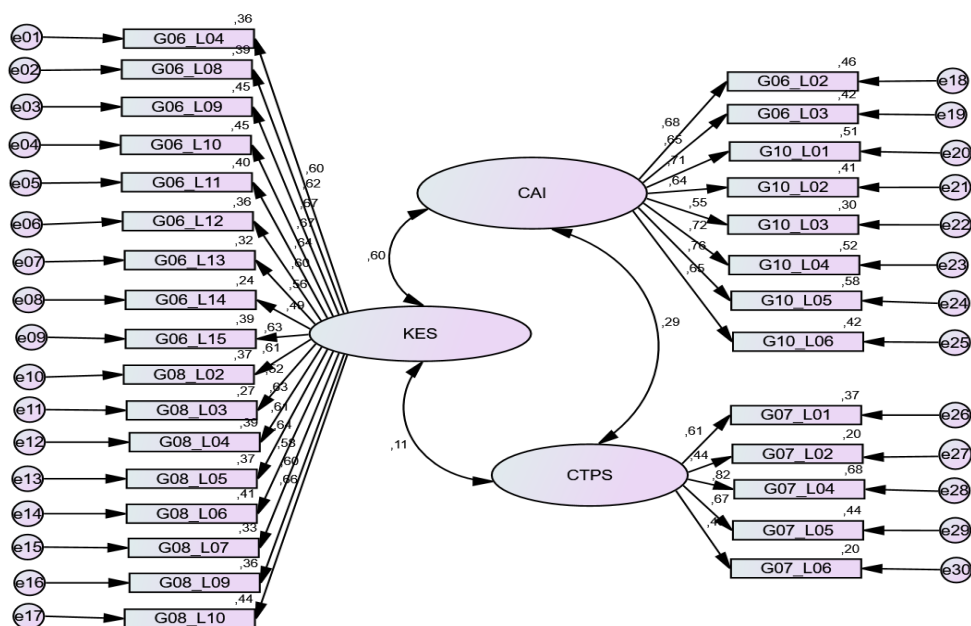 ,36
e01 G06_L04
,39
e02 G06_L08
,45
e03 G06_L09
,45
e04 G06_L10
,40
e05 G06_L11
,36
e06 G06_L12
,32
e07 G06_L13
,24
e08 G06_L14
,39
e09 G06_L15
,37
e10 G08_L02
,27
e11 G08_L03
,39
e12 G08_L04
,37
e13 G08_L05
,41
e14 G08_L06
,33
e15 G08_L07
,36
e16 G08_L09
,44
e17 G08_L10
,60
,62
,67
,67
,64
,60
,56
,49
,63
,61
,52
,63
,61
,64
,58
,60
,66
KES
,60
,11
CAI
,29
CTPS
,68
,65
,71
,64
,55
,72
,76
,65
,46
G06_L02 e18
,42
G06_L03 e19
,51
G10_L01 e20
,41
G10_L02 e21
,30
G10_L03 e22
,52
G10_L04 e23
,58
G10_L05 e24
,42
G10_L06 e25
,61
,44
,82
,67
,37
G07_L01 e26
,20
G07_L02 e27
,68
G07_L04 e28
,44
G07_L05 e29
,20
G07_L06 e30